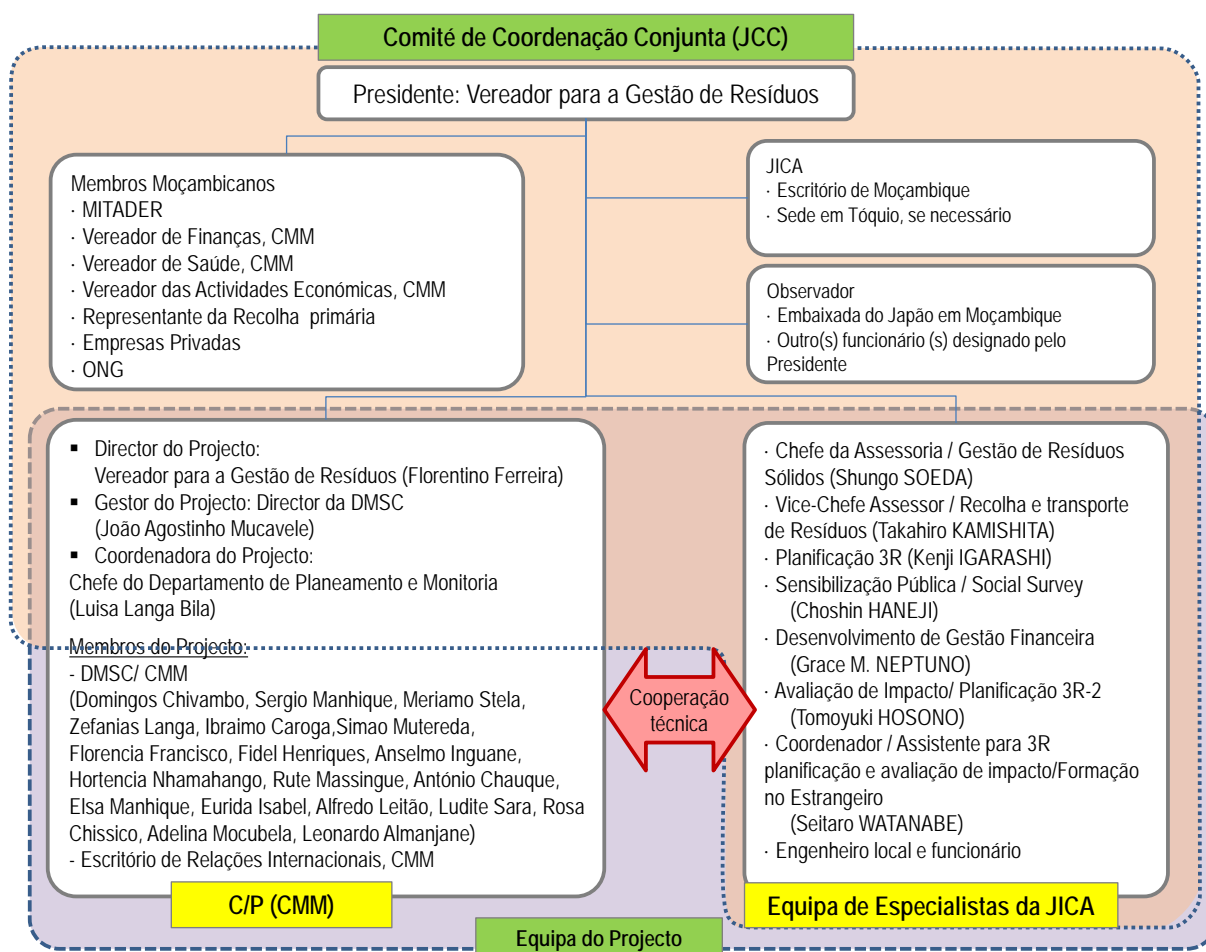 Comité de Coordenação Conjunta (JCC)
Presidente: Vereador para a Gestão de Resíduos
Membros Moçambicanos
· MITADER
· Vereador de Finanças, CMM
· Vereador de Saúde, CMM
· Vereador das Actividades Económicas, CMM
· Representante da Recolha primária
· Empresas Privadas
· ONG
JICA
· Escritório de Moçambique
· Sede em Tóquio, se necessário
Observador
· Embaixada do Japão em Moçambique
· Outro(s) funcionário (s) designado pelo
Presidente
▪ Director do Projecto:
Vereador para a Gestão de Resíduos (Florentino Ferreira)
▪ Gestor do Projecto: Director da DMSC
(João Agostinho Mucavele)
▪ Coordenadora do Projecto:
Chefe do Departamento de Planeamento e Monitoria
(Luisa Langa Bila)
Membros do Projecto:
- DMSC/ CMM
(Domingos Chivambo, Sergio Manhique, Meriamo Stela,
Zefanias Langa, Ibraimo Caroga,Simao Mutereda,
Florencia Francisco, Fidel Henriques, Anselmo Inguane,
Hortencia Nhamahango, Rute Massingue, António Chauque,
Elsa Manhique, Eurida Isabel, Alfredo Leitão, Ludite Sara, Rosa
Chissico, Adelina Mocubela, Leonardo Almanjane)
- Escritório de Relações Internacionais, CMM
C/P (CMM)
Cooperação
técnica
· Chefe da Assessoria / Gestão de Resíduos
Sólidos (Shungo SOEDA)
· Vice-Chefe Assessor / Recolha e transporte
de Resíduos (Takahiro KAMISHITA)
· Planificação 3R (Kenji IGARASHI)
· Sensibilização Pública / Social Survey
(Choshin HANEJI)
· Desenvolvimento de Gestão Financeira
(Grace M. NEPTUNO)
· Avaliação de Impacto/ Planificação 3R-2
(Tomoyuki HOSONO)
· Coordenador / Assistente para 3R
planificação e avaliação de impacto/Formação
no Estrangeiro
(Seitaro WATANABE)
· Engenheiro local e funcionário
Equipa de Especialistas da JICA
Equipa do Projecto